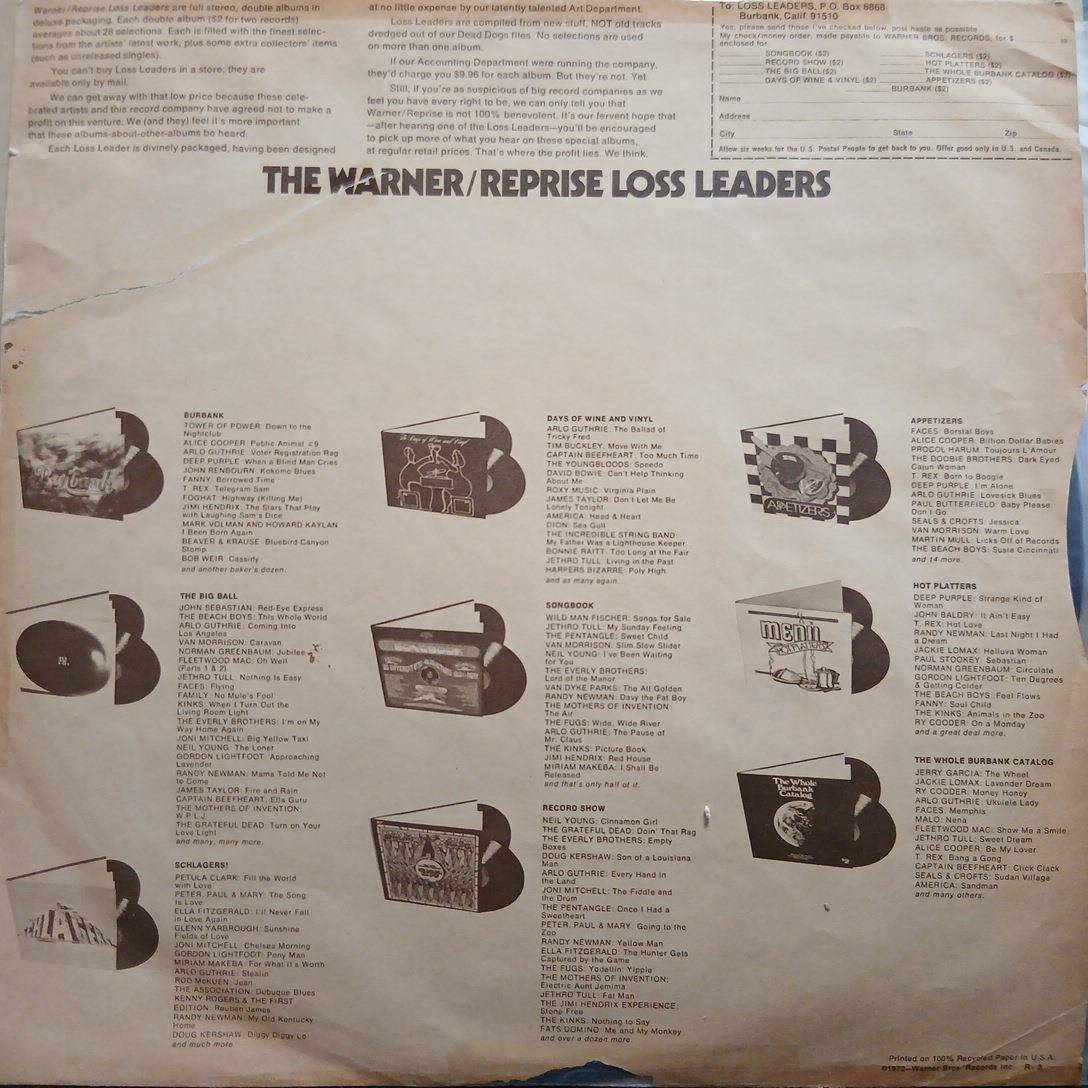 Warner/Reprise Loss Leaders are full stereo, double albums in
deluxe packaging. Each double album ($2 for two records)
averages about 28 selections. Each is filled with the finest selec-
tions from the artists' latest work, plus some extra collectors' items
(such as unreleased singles).
You can't buy Loss Leaders in a store; they are
available only by mail.
We can get away with that low price because these cele-
brated artists and this record company have agreed not to make a
profit on this venture. We (and they) feel it's more important
that these albums-about-other-albums be heard.
Each Loss Leader is divinely packaged, having been designed
at no little expense by our latently talented Art Department.
Loss Leaders are compiled from new stuff, NOT old tracks
dredged out of our Dead Dogs files. No selections are used
on more than one album.
If our Accounting Department were running the company,
they'd charge you $9.96 for each album. But they're not. Yet.
Still, if you're as suspicious of big record companies as we
feel you have every right to be, we can only tell you that
Warner/Reprise is not 100% benevolent. It's our fervent hope that
—after hearing one of the Loss Leaders—you'll be encouraged
to pick up more of what you hear on these special albums,
at regular retail prices. That's where the profit lies. We think.
To: LOSS LEADERS, P.O. Box 6868
Burbank, Calif. 91510
Yes, please send those I've checked below, post haste as possible
My check/money order, made payable to WARNER BROS. RECORDS, for $ is
enclosed for
SONGBOOK ($2)
RECORD SHOW ($2)
THE BIG BALL ($2)
DAYS OF WINE & VINYL ($2)
SCHLAGERS ($2)
HOT PLATTERS ($2)
THE WHOLE BURBANK CATALOG ($2)
APPETIZERS ($2)
BURBANK ($2)
Name
Address
City State Zip
Allow six weeks for the U.S. Postal People to get back to you. Offer good only in U.S. and Canada.
THE WARNER/REPRISE LOSS LEADERS
Burbank
BURBANK
TOWER OF POWER: Down to the
Nightclub
ALICE COOPER: Public Animal #9
ARLO GUTHRIE: Voter Registration Rag
DEEP PURPLE: When a Blind Man Cries
JOHN RENBOURN: Kokomo Blues
FANNY: Borrowed Time
T. REX: Telegram Sam
FOGHAT: Highway (Killing Me)
JIMI HENDRIX: The Stars That Play
with Laughing Sam's Dice
MARK VOLMAN AND HOWARD KAYLAN
I Been Born Again
BEAVER & KRAUSE: Bluebird Canyon
Stomp
BOB WEIR: Cassidy
and another baker's dozen.
THE BIG BALL
JOHN SEBASTIAN: Red-Eye Express
THE BEACH BOYS: This Whole World
ARLO GUTHRIE: Coming Into
Los Angeles
VAN MORRISON: Caravan
NORMAN GREENBAUM: Jubilee
FLEETWOOD MAC: Oh Well
(Parts 1 & 2)
JETHRO TULL: Nothing Is Easy
FACES: Flying
FAMILY: No Mule's Fool
KINKS: When I Turn Out the
Living Room Light
THE EVERLY BROTHERS: I'm on My
Way Home Again
JONI MITCHELL: Big Yellow Taxi
NEIL YOUNG: The Loner
GORDON LIGHTFOOT: Approaching
Lavender
RANDY NEWMAN: Mama Told Me Not
to Come
JAMES TAYLOR: Fire and Rain
CAPTAIN BEEFHEART: Ella Guru
THE MOTHERS OF INVENTION:
W.P.L.J.
THE GRATEFUL DEAD: Turn on Your
Love Light
and many, many more.
SCHLAGERS
SCHLAGERS!
PETULA CLARK: Fill the World
with Love
PETER, PAUL & MARY: The Song
Is Love
ELLA FITZGERALD: I'll Never Fall
in Love Again
GLENN YARBROUGH: Sunshine
Fields of Love
JONI MITCHELL: Chelsea Morning
GORDON LIGHTFOOT: Pony Man
MIRIAM MAKEBA: For What It's Worth
ARLO GUTHRIE: Stealin
ROD McKUEN: Jean
THE ASSOCIATION: Dubuque Blues
KENNY ROGERS & THE FIRST
EDITION: Reuben James
RANDY NEWMAN: My Old Kentucky
Home
DOUG KERSHAW: Diggy Diggy Lo
and much more.
The Days of Wine and Vinyl
DAYS OF WINE AND VINYL
ARLO GUTHRIE: The Ballad of
Tricky Fred
TIM BUCKLEY: Move With Me
CAPTAIN BEEFHEART: Too Much Time
THE YOUNGBLOODS: Speedo
DAVID BOWIE: Can't Help Thinking
About Me
ROXY MUSIC: Virginia Plain
JAMES TAYLOR: Don't Let Me Be
Lonely Tonight
AMERICA: Head & Heart
DION: Sea Gull
THE INCREDIBLE STRING BAND:
My Father Was a Lighthouse Keeper
BONNIE RAITT: Too Long at the Fair
JETHRO TULL: Living in the Past
HARPERS BIZARRE: Poly High
and as many again.
SONGBOOK
WILD MAN FISCHER: Songs for Sale
JETHRO TULL: My Sunday Feeling
THE PENTANGLE: Sweet Child
VAN MORRISON: Slim Slow Slider
NEIL YOUNG: I've Been Waiting
for You
THE EVERLY BROTHERS:
Lord of the Manor
VAN DYKE PARKS: The All Golden
RANDY NEWMAN: Davy the Fat Boy
THE MOTHERS OF INVENTION:
The Air
THE FUGS: Wide, Wide River
ARLO GUTHRIE: The Pause of
Mr. Claus
THE KINKS: Picture Book
JIMI HENDRIX: Red House
MIRIAM MAKEBA: I Shall Be
Released
and that's only half of it.
RECORD SHOW
NEIL YOUNG: Cinnamon Girl
THE GRATEFUL DEAD: Doin' That Rag
THE EVERLY BROTHERS: Empty
Boxes
DOUG KERSHAW: Son of a Louisiana
Man
ARLO GUTHRIE: Every Hand In
the Land
JONI MITCHELL: The Fiddle and
the Drum
THE PENTANGLE: Once I Had a
Sweetheart
PETER, PAUL & MARY: Going to the
Zoo
RANDY NEWMAN: Yellow Man
ELLA FITZGERALD: The Hunter Gets
Captured by the Game
THE FUGS: Yodellin' Yippie
THE MOTHERS OF INVENTION:
Electric Aunt Jemima
JETHRO TULL: Fat Man
THE JIMI HENDRIX EXPERIENCE:
Stone Free
THE KINKS: Nothing to Say
FATS DOMINO: Me and My Monkey
and over a dozen more.
APPETIZERS
APPETIZERS
FACES: Borstal Boys
ALICE COOPER: Billion Dollar Babies
PROCOL HARUM: Toujours L'Amour
THE DOOBIE BROTHERS: Dark Eyed
Cajun Woman
T. REX: Born to Boogie
DEEP PURPLE: I'm Alone
ARLO GUTHRIE: Lovesick Blues
PAUL BUTTERFIELD: Baby Please
Don't Go
SEALS & CROFTS: Jessica
VAN MORRISON: Warm Love
MARTIN MULL: Licks Off of Records
THE BEACH BOYS: Susie Cincinnati
and 14 more.
menu
HOT PLATTERS
HOT PLATTERS
DEEP PURPLE: Strange Kind of
Woman
JOHN BALDRY: It Ain't Easy
T. REX: Hot Love
RANDY NEWMAN: Last Night I Had
a Dream
JACKIE LOMAX: Helluva Woman
PAUL STOOKEY: Sebastian
NORMAN GREENBAUM: Circulate
GORDON LIGHTFOOT: Ten Degrees
& Getting Colder
THE BEACH BOYS: Feel Flows
FANNY: Soul Child
THE KINKS: Animals in the Zoo
RY COODER: On a Monday
and a great deal more.
The Whole
Burbank
Catalog
$2
THE WHOLE BURBANK CATALOG
JERRY GARCIA: The Wheel
JACKIE LOMAX: Lavender Dream
RY COODER: Money Honey
ARLO GUTHRIE: Ukulele Lady
FACES: Memphis
MALO: Nena
FLEETWOOD MAC: Show Me a Smile
JETHRO TULL: Sweet Dream
ALICE COOPER: Be My Lover
T. REX: Bang a Gong
CAPTAIN BEEFHEART: Click Clack
SEALS & CROFTS: Sudan Village
AMERICA: Sandman
and many others.
Printed on 100% Recycled Paper in U.S.A.
©1972—Warner Bros. Records Inc. R-3